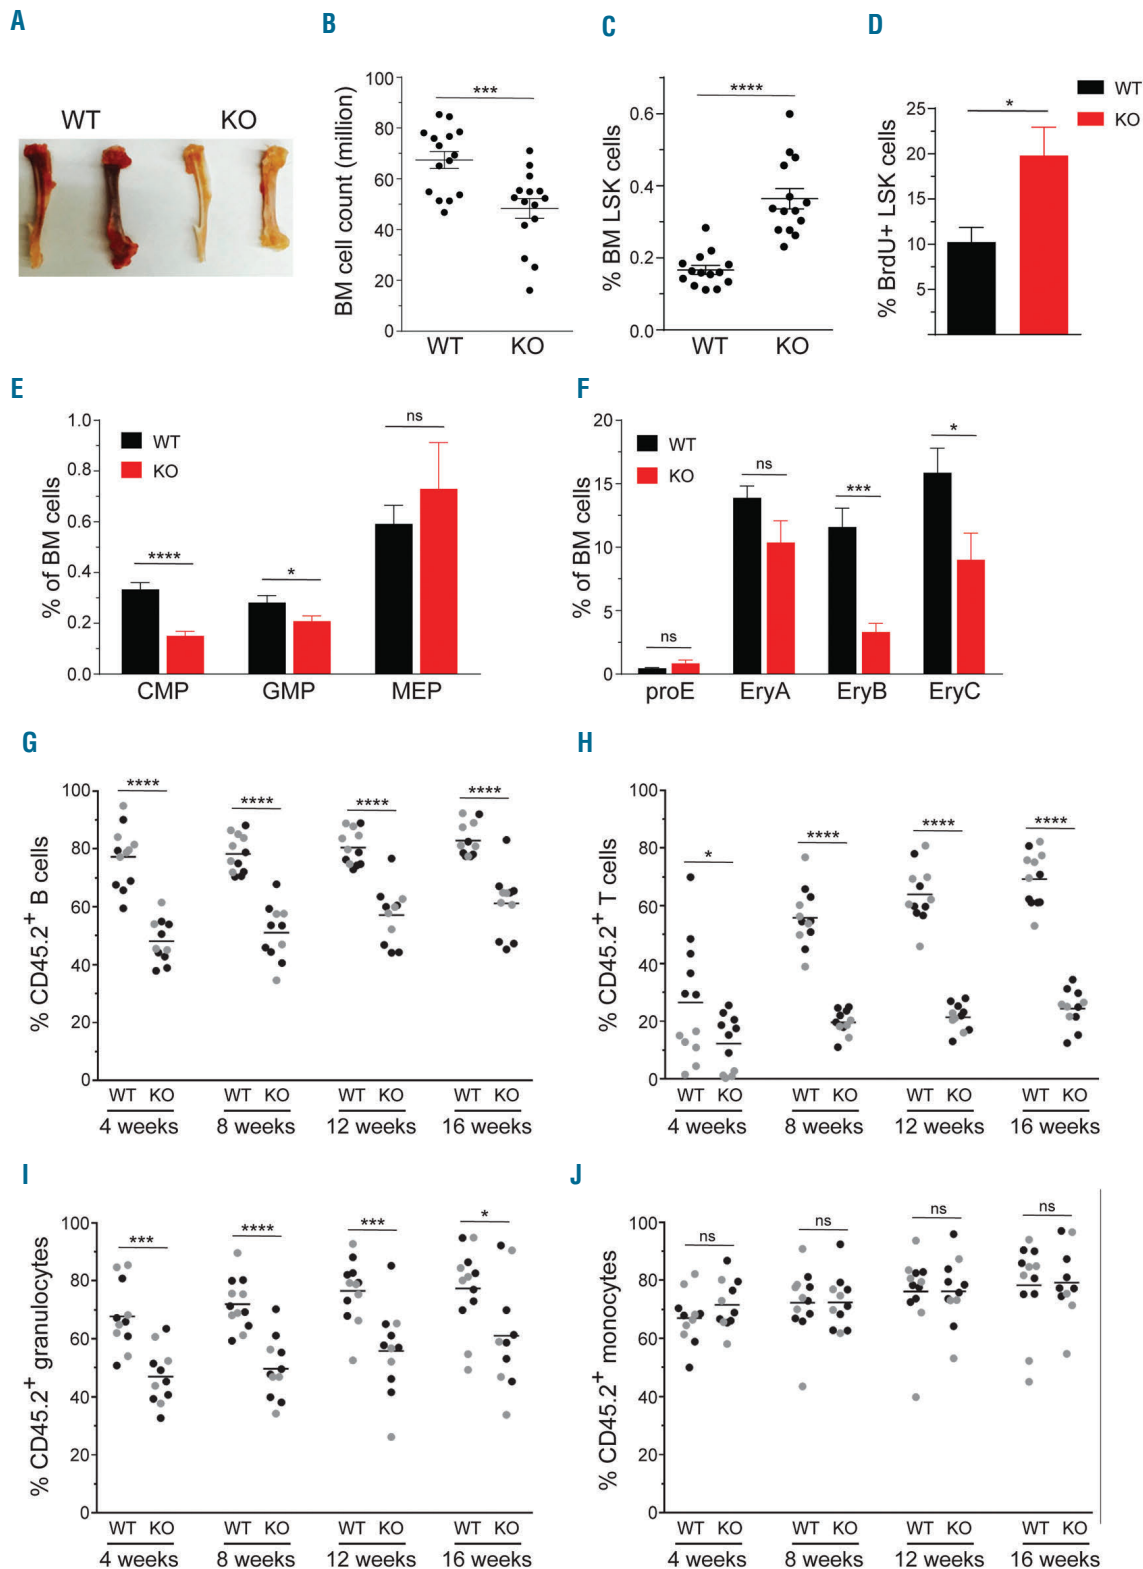 A
B
C
D
WT KO
BM cell count (million)
100
80
60
40
20
0
***
WT KO
% BM LSK cells
0.6
0.4
0.2
0.0
****
WT KO
% BrdU+ LSK cells
25
20
15
10
5
*
WT
KO
E
F
% of BM cells
1.0
0.8
0.6
0.4
0.2
0.0
WT
KO
****
*
ns
CMP GMP MEP
% of BM cells
20
15
10
5
0
WT
KO
ns
ns
***
*
proE EryA EryB EryC
G
H
% CD45.2+ B cells
100
80
60
40
20
0
**** **** **** ****
WT KO WT KO WT KO WT KO
4 weeks 8 weeks 12 weeks 16 weeks
% CD45.2+ T cells
100
80
60
40
20
0
* **** **** ****
WT KO WT KO WT KO WT KO
4 weeks 8 weeks 12 weeks 16 weeks
I
J
% CD45.2+ granulocytes
100
80
60
40
20
0
*** **** *** *
WT KO WT KO WT KO WT KO
4 weeks 8 weeks 12 weeks 16 weeks
% CD45.2+ monocytes
100
80
60
40
20
0
ns ns ns ns
WT KO WT KO WT KO WT KO
4 weeks 8 weeks 12 weeks 16 weeks